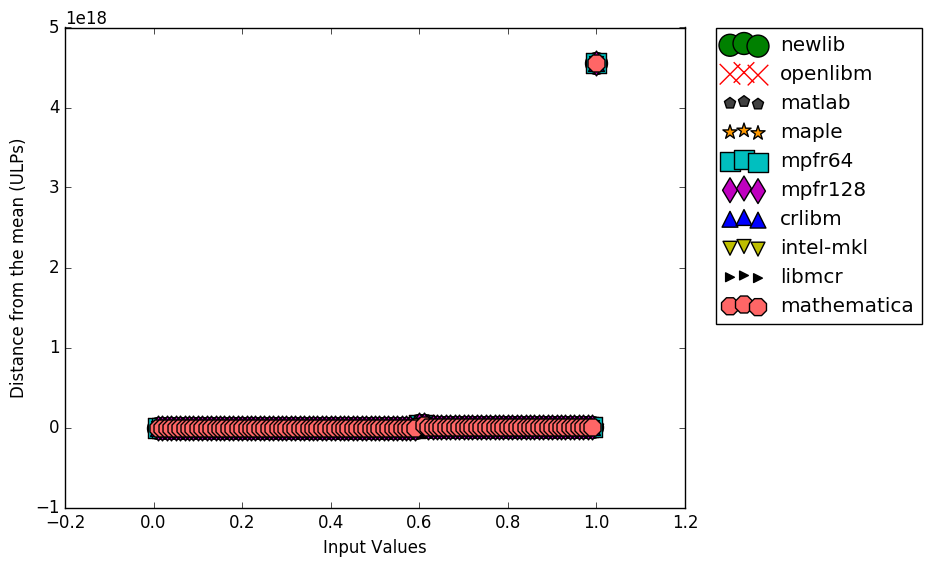 1e18
5
4
3
2
1
0
−1
−0.2 0.0 0.2 0.4 0.6 0.8 1.0 1.2
Input Values
Distance from the mean (ULPs)
newlib
openlibm
matlab
maple
mpfr64
mpfr128
crlibm
intel-mkl
libmcr
mathematica